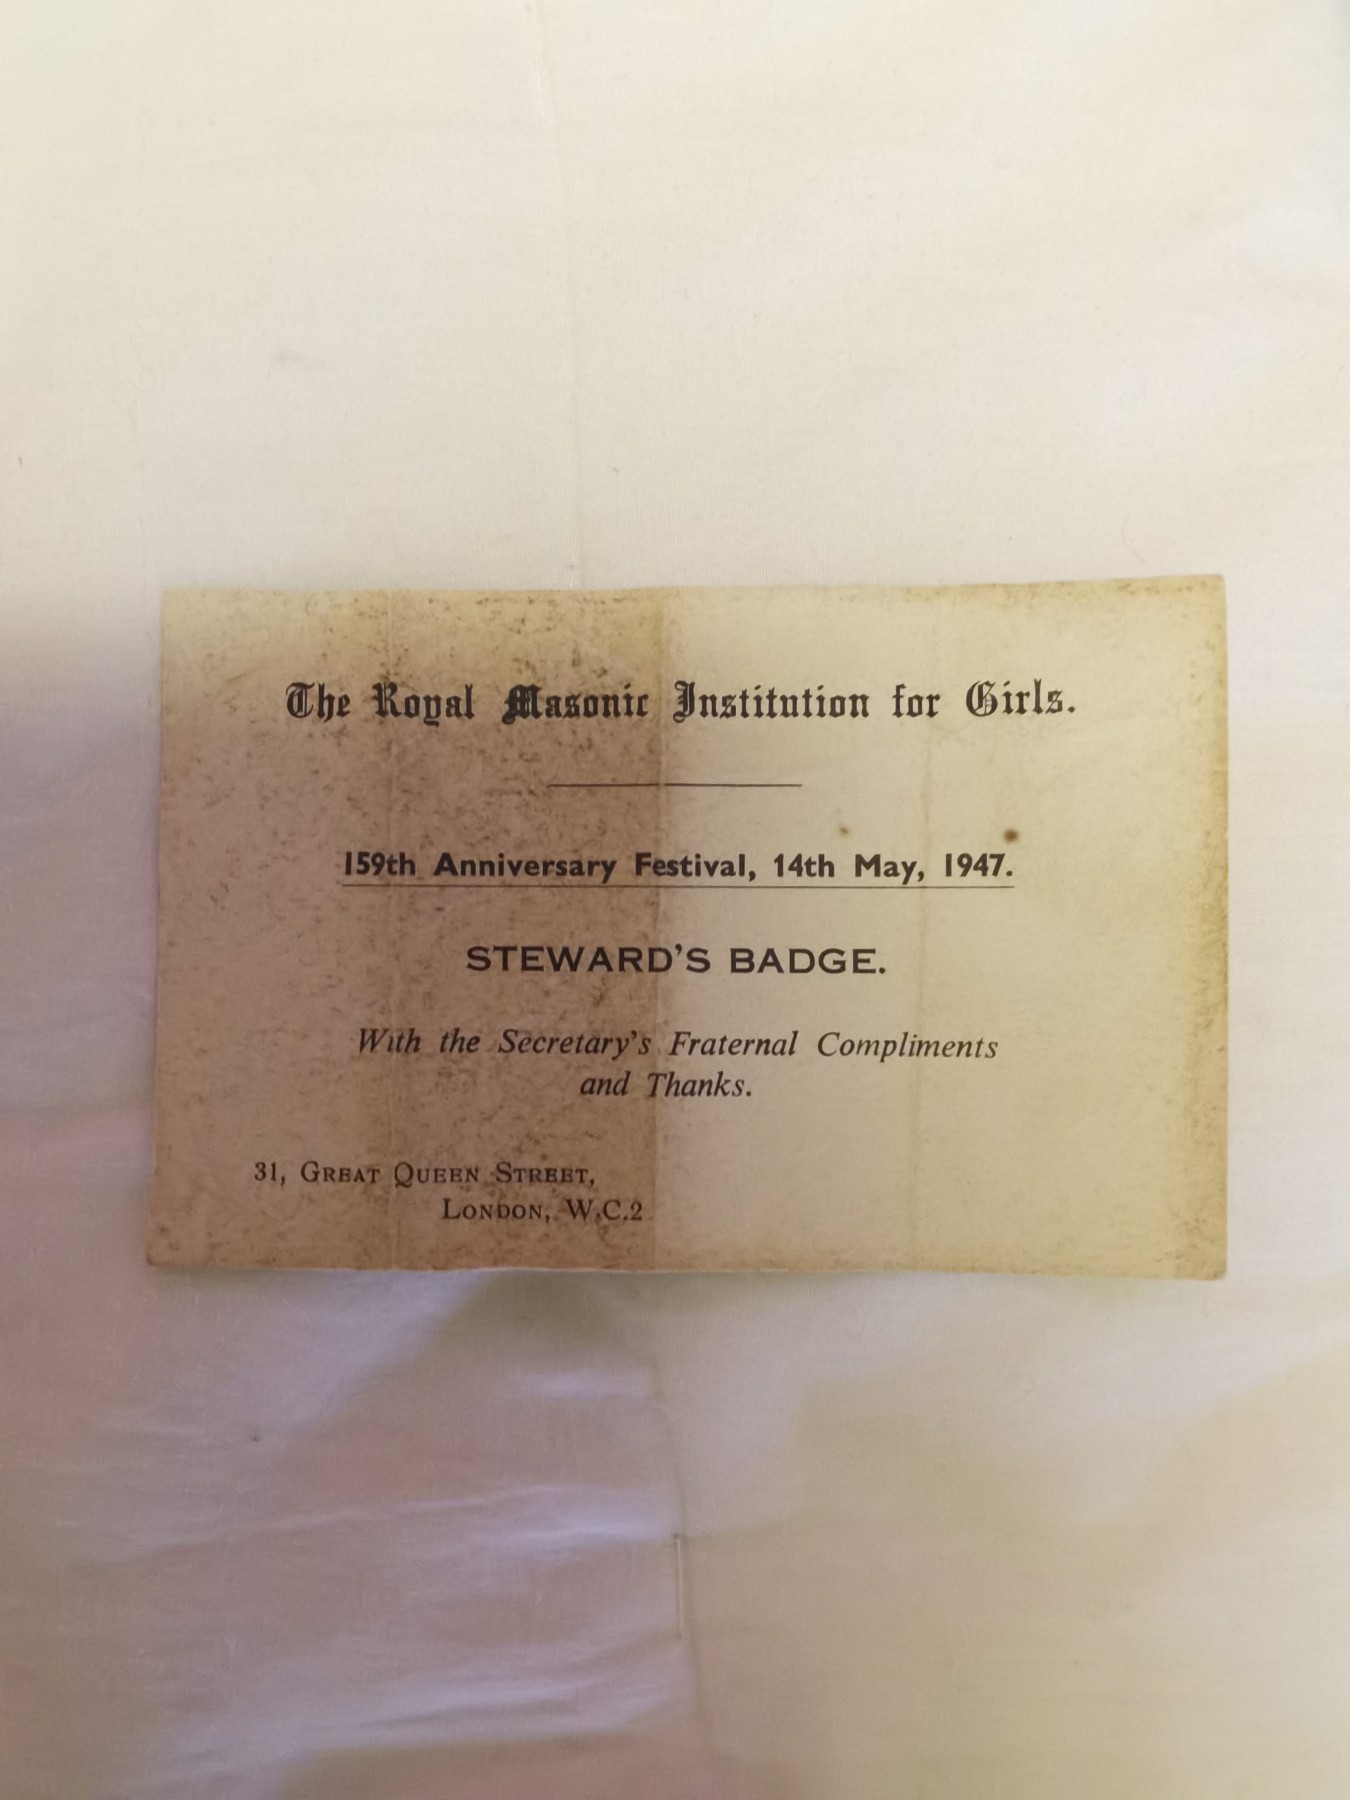 The Royal Masonic Institution for Girls.
159th Anniversary Festival, 14th May, 1947.
STEWARD'S BADGE.
With the Secretary's Fraternal Compliments
and Thanks.
31, GREAT QUEEN STREET,
LONDON, W.C.2